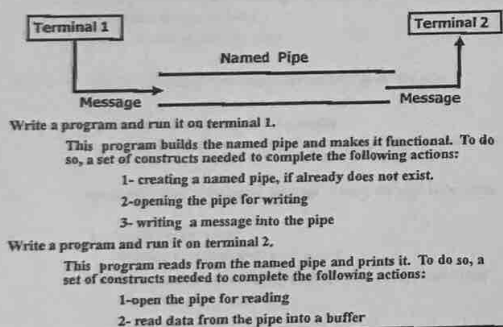 Terminal 1
Terminal 2
Named Pipe
Message
Message
Write a program and run it on terminal 1.
This program builds the named pipe and makes it functional. To do
so, a set of constructs needed to complete the following actions:
1- creating a named pipe, if already does not exist.
2-opening the pipe for writing
3- writing a message into the pipe
Write a program and run it on terminal 2.
This program reads from the named pipe and prints it. To do so, a
set of constructs needed to complete the following actions:
1-open the pipe for reading
2- read data from the pipe into a buffer